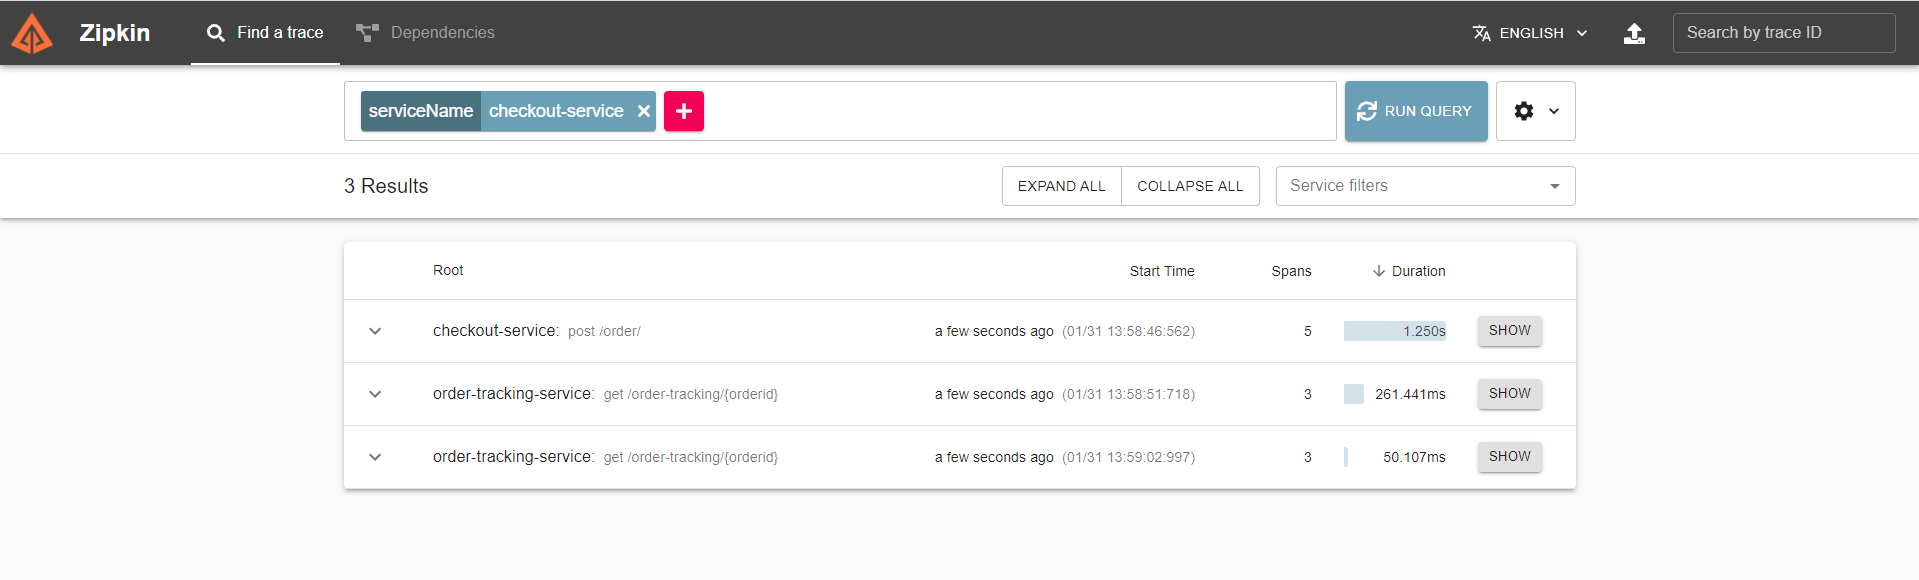 Zipkin Find a trace Dependencies ENGLISH Search by trace ID
serviceName checkout-service RUN QUERY
3 Results EXPAND ALL COLLAPSE ALL Service filters
Root Start Time Spans Duration
checkout-service: post /order/ a few seconds ago (01/31 13:58:46:562) 5 1.250s SHOW
order-tracking-service: get /order-tracking/{orderid} a few seconds ago (01/31 13:58:51:718) 3 261.441ms SHOW
order-tracking-service: get /order-tracking/{orderid} a few seconds ago (01/31 13:59:02:997) 3 50.107ms SHOW